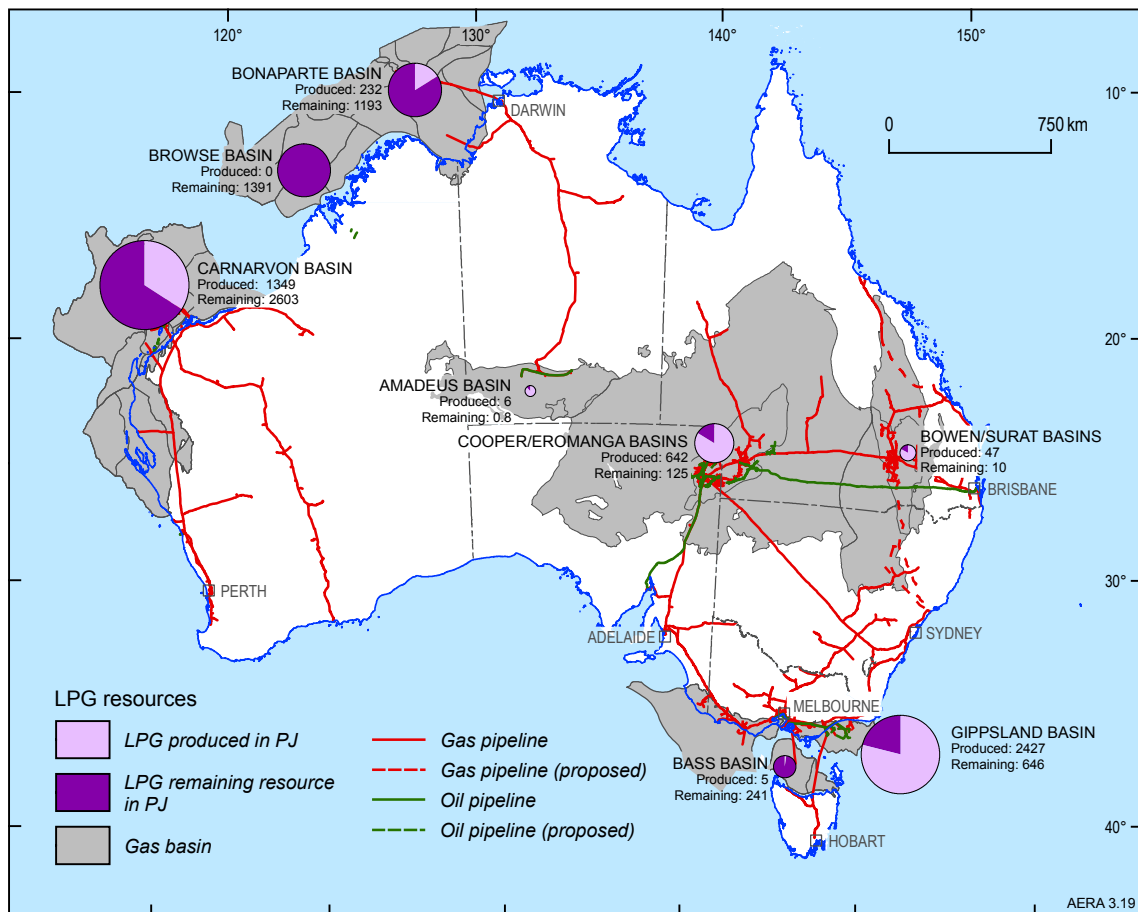 120°
130°
140°
150°
BONAPARTE BASIN
Produced: 232
Remaining: 1193
DARWIN
10°
0
750 km
BROWSE BASIN
Produced: 0
Remaining: 1391
CARNARVON BASIN
Produced: 1349
Remaining: 2603
20°
AMADEUS BASIN
Produced: 6
Remaining: 0.8
COOPER/EROMANGA BASINS
Produced: 642
Remaining: 125
BOWEN/SURAT BASINS
Produced: 47
Remaining: 10
BRISBANE
PERTH
30°
ADELAIDE
SYDNEY
LPG resources
LPG produced in PJ
LPG remaining resource
in PJ
Gas basin
Gas pipeline
Gas pipeline (proposed)
Oil pipeline
Oil pipeline (proposed)
MELBOURNE
GIPPSLAND BASIN
Produced: 2427
Remaining: 646
BASS BASIN
Produced: 5
Remaining: 241
40°
HOBART
AERA 3.19